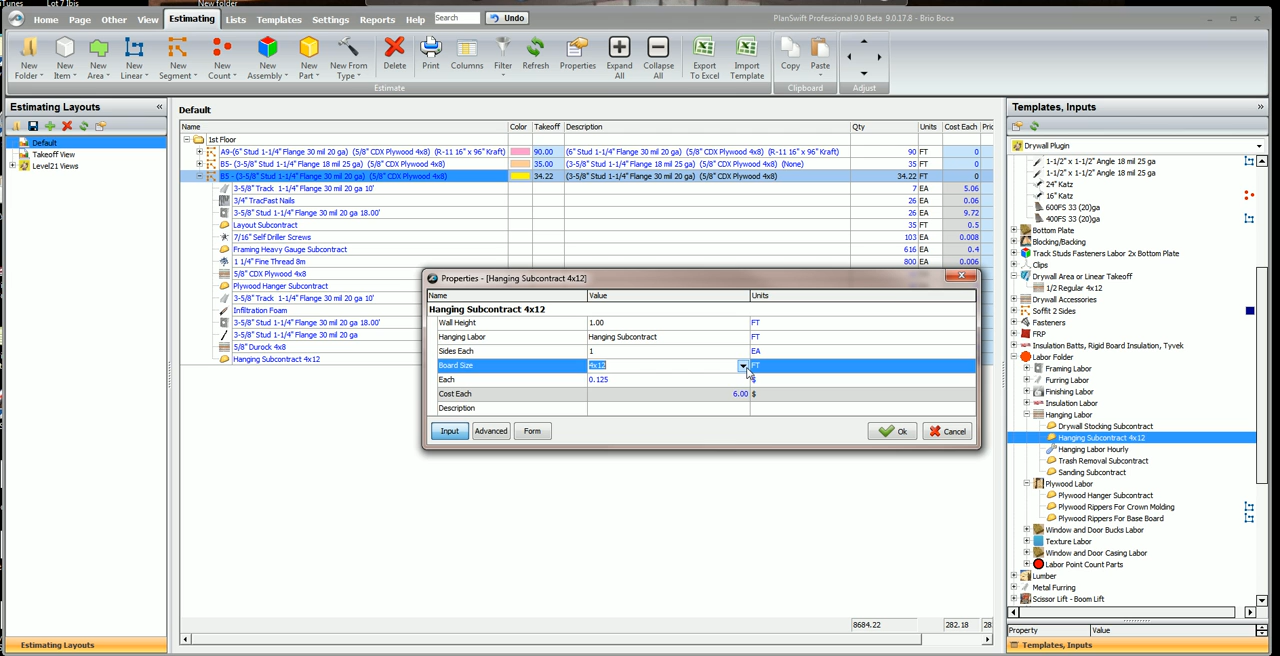 iTunes
Lot 7 Ibis
New folder
Home Page Other View Estimating Lists Templates Settings Reports Help Search Undo
PlanSwift Professional 9.0 Beta 9.0.17.8 - Brio Boca
New Folder
New Item
New Area
New Linear
New Segment
New Count
New Assembly
New Part
New From Type
Delete
Print
Columns
Filter
Refresh
Properties
Expand All
Collapse All
Export To Excel
Import Template
Copy
Paste
Estimate
Clipboard
Adjust
Estimating Layouts
Default
Takeoff View
Level21 Views
Estimating Layouts
Default
Name Color Takeoff Description Qty Units Cost Each Pric
1st Floor
A9-(6" Stud 1-1/4" Flange 30 mil 20 ga) (5/8" CDX Plywood 4x8) (R-11 16" x 96" Kraft) 90.00 (6" Stud 1-1/4" Flange 30 mil 20 ga) (5/8" CDX Plywood 4x8) (R-11 16" x 96" Kraft) 90 FT 0
B5- (3-5/8" Stud 1-1/4" Flange 18 mil 25 ga) (5/8" CDX Plywood 4x8) 35.00 (3-5/8" Stud 1-1/4" Flange 18 mil 25 ga) (5/8" CDX Plywood 4x8) (None) 35 FT 0
B5 - (3-5/8" Stud 1-1/4" Flange 30 mil 20 ga) (5/8" CDX Plywood 4x8) 34.22 (3-5/8" Stud 1-1/4" Flange 30 mil 20 ga) (5/8" CDX Plywood 4x8) 34.22 FT 0
3-5/8" Track 1-1/4" Flange 30 mil 20 ga 10' 7 EA 5.06
3/4" TracFast Nails 26 EA 0.06
3-5/8" Stud 1-1/4" Flange 30 mil 20 ga 18.00' 26 EA 9.72
Layout Subcontract 35 FT 0.5
7/16" Self Driller Screws 103 EA 0.008
Framing Heavy Gauge Subcontract 616 EA 0.4
1 1/4" Fine Thread 8m 800 EA 0.006
5/8" CDX Plywood 4x8
Plywood Hanger Subcontract
3-5/8" Track 1-1/4" Flange 30 mil 20 ga 10'
Infiltration Foam
3-5/8" Stud 1-1/4" Flange 30 mil 20 ga 18.00'
3-5/8" Stud 1-1/4" Flange 30 mil 20 ga
5/8" Durock 4x8
Hanging Subcontract 4x12
8684.22 282.18 28
Properties - [Hanging Subcontract 4x12]
Name Value Units
Hanging Subcontract 4x12
Wall Height 1.00 FT
Hanging Labor Hanging Subcontract FT
Sides Each 1 EA
Board Size 4x12 FT
Each 0.125 $
Cost Each 6.00 $
Description
Input Advanced Form Ok Cancel
Templates, Inputs
Drywall Plugin
1-1/2" x 1-1/2" Angle 18 mil 25 ga
1-1/2" x 1-1/2" Angle 18 mil 25 ga
24" Katz
16" Katz
600FS 33 (20)ga
400FS 33 (20)ga
Bottom Plate
Blocking/Backing
Track Studs Fasteners Labor 2x Bottom Plate
Clips
Drywall Area or Linear Takeoff
1/2 Regular 4x12
Drywall Accessories
Soffit 2 Sides
Fasteners
FRP
Insulation Batts, Rigid Board Insulation, Tyvek
Labor Folder
Framing Labor
Furring Labor
Finishing Labor
Insulation Labor
Hanging Labor
Drywall Stocking Subcontract
Hanging Subcontract 4x12
Hanging Labor Hourly
Trash Removal Subcontract
Sanding Subcontract
Plywood Labor
Plywood Hanger Subcontract
Plywood Rippers For Crown Molding
Plywood Rippers For Base Board
Window and Door Bucks Labor
Texture Labor
Window and Door Casing Labor
Labor Point Count Parts
Lumber
Metal Furring
Scissor Lift - Boom Lift
Property Value
Templates, Inputs